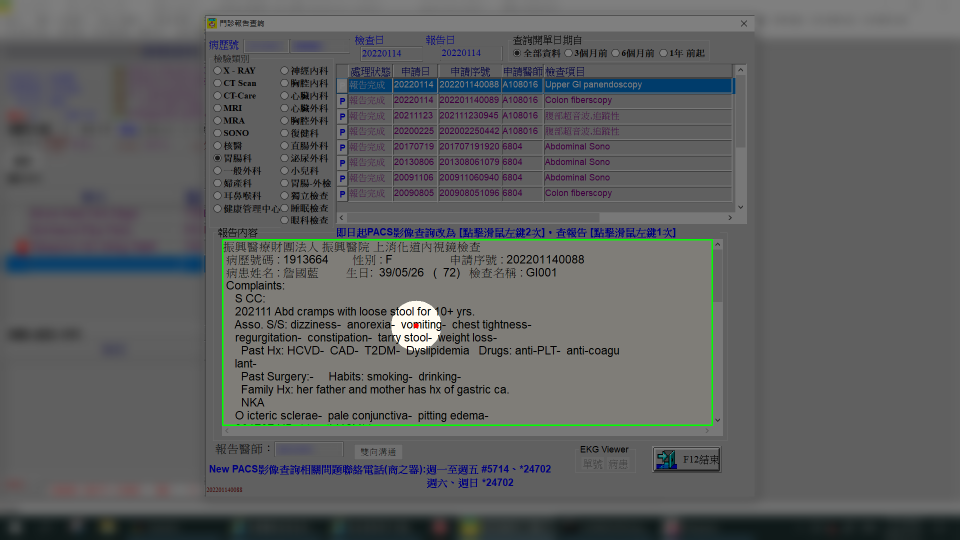 門診報告查詢
病歷號
檢查日
報告日
20220114
20220114
查詢開單日期自
全部資料 3個月前 6個月前 1年 前起
檢驗類別
X - RAY 神經內科
CT Scan 胸腔內科
CT-Care 心臟內科
MRI 心臟外科
MRA 胸腔外科
SONO 復健科
核醫 直腸外科
胃腸科 泌尿外科
一般外科 小兒科
婦產科 胃腸-外檢
耳鼻喉科 獨立檢查
健康管理中心 睡眠檢查
眼科檢查
處理狀態 申請日 申請序號 申請醫師 檢查項目
報告完成 20220114 202201140088 A108016 Upper GI panendoscopy
P 報告完成 20220114 202201140089 A108016 Colon fiberscopy
P 報告完成 20211123 202111230945 A108016 腹部超音波,追蹤性
P 報告完成 20200225 202002250442 A108016 腹部超音波,追蹤性
P 報告完成 20170719 201707191920 6804 Abdominal Sono
P 報告完成 20130806 201308061079 6804 Abdominal Sono
P 報告完成 20091106 200911060940 6804 Abdominal Sono
P 報告完成 20090805 200908051096 6804 Colon fiberscopy
報告內容
即日起PACS影像查詢改為 [點擊滑鼠左鍵2次]，查報告 [點擊滑鼠左鍵1次]
振興醫療財團法人 振興醫院 上消化道內視鏡檢查
病歷號碼 : 1913664 性別 : F 申請序號 : 202201140088
病患姓名 : 詹國藍 生日: 39/05/26 ( 72) 檢查名稱 : GI001
Complaints:
S CC:
202111 Abd cramps with loose stool for 10+ yrs.
Asso. S/S: dizziness- anorexia- vomiting- chest tightness-
regurgitation- constipation- tarry stool- weight loss-
Past Hx: HCVD- CAD- T2DM- Dyslipidemia Drugs: anti-PLT- anti-coagu
lant-
Past Surgery:- Habits: smoking- drinking-
Family Hx: her father and mother has hx of gastric ca.
NKA
O icteric sclerae- pale conjunctiva- pitting edema-
報告醫師：
雙向溝通
EKG Viewer
單號 病患
F12結束
New PACS影像查詢相關問題聯絡電話(商之器):週一至週五 #5714、*24702
週六、週日 *24702
202201140088